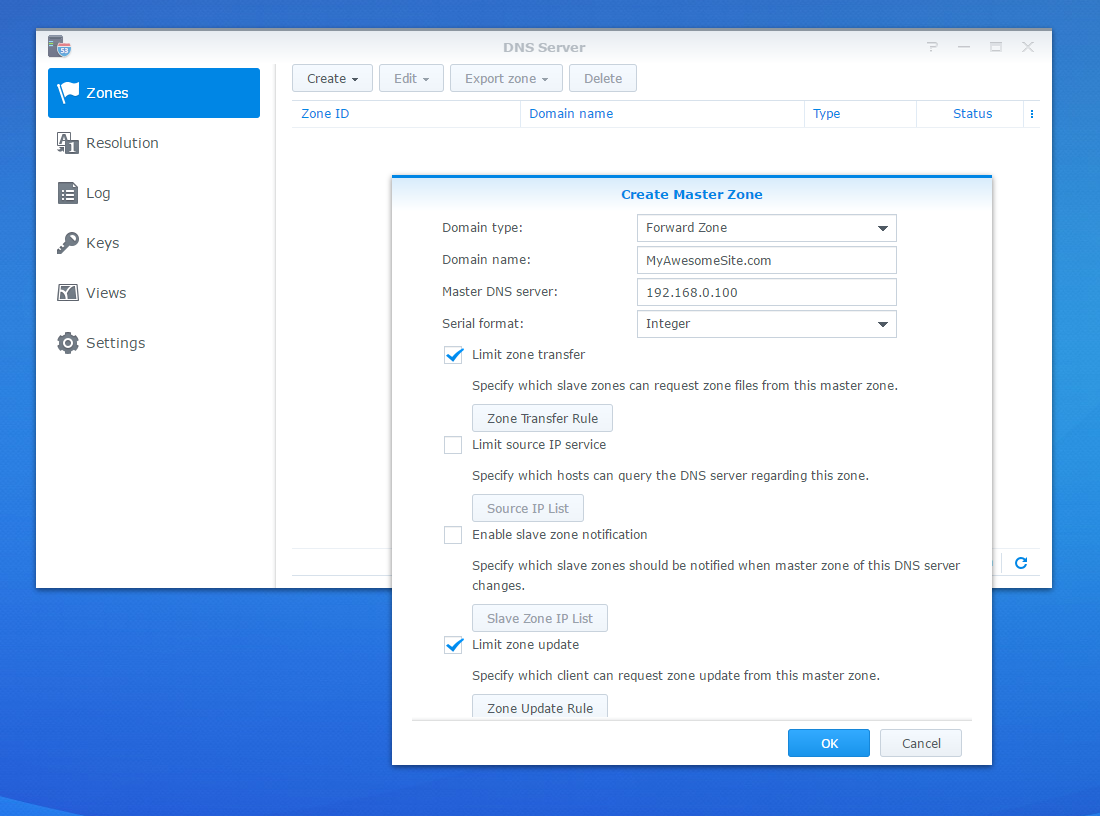 DNS Server
53
Zones
Resolution
Log
Keys
Views
Settings
Create Edit Export zone Delete
Zone ID Domain name Type Status
Create Master Zone
Domain type: Forward Zone
Domain name: MyAwesomeSite.com
Master DNS server: 192.168.0.100
Serial format: Integer
Limit zone transfer
Specify which slave zones can request zone files from this master zone.
Zone Transfer Rule
Limit source IP service
Specify which hosts can query the DNS server regarding this zone.
Source IP List
Enable slave zone notification
Specify which slave zones should be notified when master zone of this DNS server
changes.
Slave Zone IP List
Limit zone update
Specify which client can request zone update from this master zone.
Zone Update Rule
OK Cancel